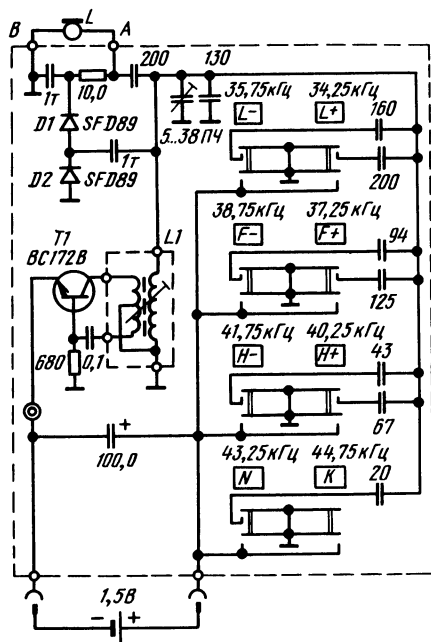 B L A
200 130
1т 10,0
35,75кГц 34,25кГц
L- L+ 160
D1 SFD89
5...38 ПЧ
1т
200
D2 SFD89
38,75кГц 37,25кГц
F- F+ 94
L1
T1
BC172B
125
41,75кГц 40,25кГц
H- H+ 43
680 0,1
67
100,0 +
43,25кГц 44,75кГц
N K 20
1,5В
- +